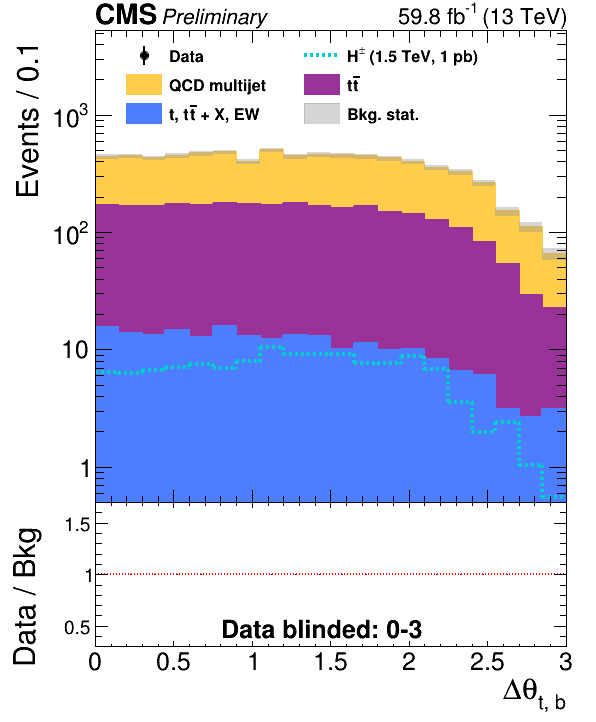 CMS Preliminary 59.8 fb⁻¹ (13 TeV)
Events / 0.1
Data
H± (1.5 TeV, 1 pb)
QCD multijet
tt̄
t, tt̄ + X, EW
Bkg. stat.
10³
10²
10
1
Data / Bkg
1.5
1
0.5
Data blinded: 0-3
0 0.5 1 1.5 2 2.5 3
Δθt, b